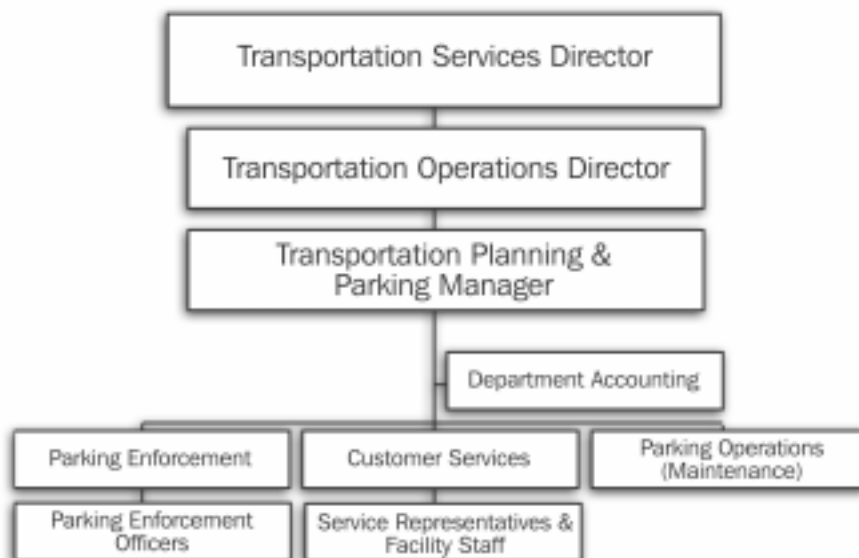 Transportation Services Director
Transportation Operations Director
Transportation Planning &
Parking Manager
Department Accounting
Parking Enforcement
Customer Services
Parking Operations
(Maintenance)
Parking Enforcement
Officers
Service Representatives &
Facility Staff